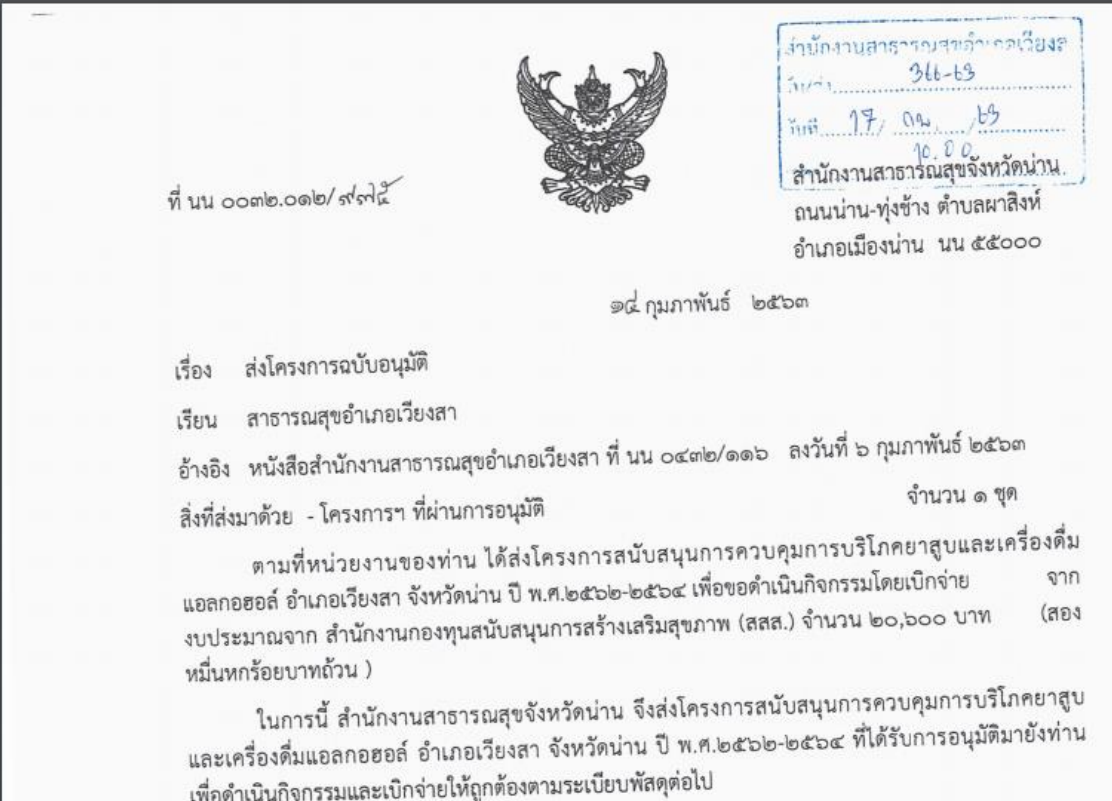 สำนักงานสาธารณสุขอำเภอเวียงส
366-63
วันที่ 17 / กพ. / 63
10.00
ที่ นน ๐๐๓๒.๐๑๒/
สำนักงานสาธารณสุขจังหวัดน่าน
ถนนน่าน-ทุ่งช้าง ตำบลผาสิงห์
อำเภอเมืองน่าน นน ๕๕๐๐๐
๑๔ กุมภาพันธ์ ๒๕๖๓
เรื่อง ส่งโครงการฉบับอนุมัติ
เรียน สาธารณสุขอำเภอเวียงสา
อ้างอิง หนังสือสำนักงานสาธารณสุขอำเภอเวียงสา ที่ นน ๐๔๓๒/๑๑๖ ลงวันที่ ๖ กุมภาพันธ์ ๒๕๖๓
สิ่งที่ส่งมาด้วย - โครงการฯ ที่ผ่านการอนุมัติ จำนวน ๑ ชุด
ตามที่หน่วยงานของท่าน ได้ส่งโครงการสนับสนุนการควบคุมการบริโภคยาสูบและเครื่องดื่ม
แอลกอฮอล์ อำเภอเวียงสา จังหวัดน่าน ปี พ.ศ.๒๕๖๒-๒๕๖๔ เพื่อขอดำเนินกิจกรรมโดยเบิกจ่าย จาก
งบประมาณจาก สำนักงานกองทุนสนับสนุนการสร้างเสริมสุขภาพ (สสส.) จำนวน ๒๐,๖๐๐ บาท (สอง
หมื่นหกร้อยบาทถ้วน )
ในการนี้ สำนักงานสาธารณสุขจังหวัดน่าน จึงส่งโครงการสนับสนุนการควบคุมการบริโภคยาสูบ
และเครื่องดื่มแอลกอฮอล์ อำเภอเวียงสา จังหวัดน่าน ปี พ.ศ.๒๕๖๒-๒๕๖๔ ที่ได้รับการอนุมัติมายังท่าน
เพื่อดำเนินกิจกรรมและเบิกจ่ายให้ถูกต้องตามระเบียบพัสดุต่อไป